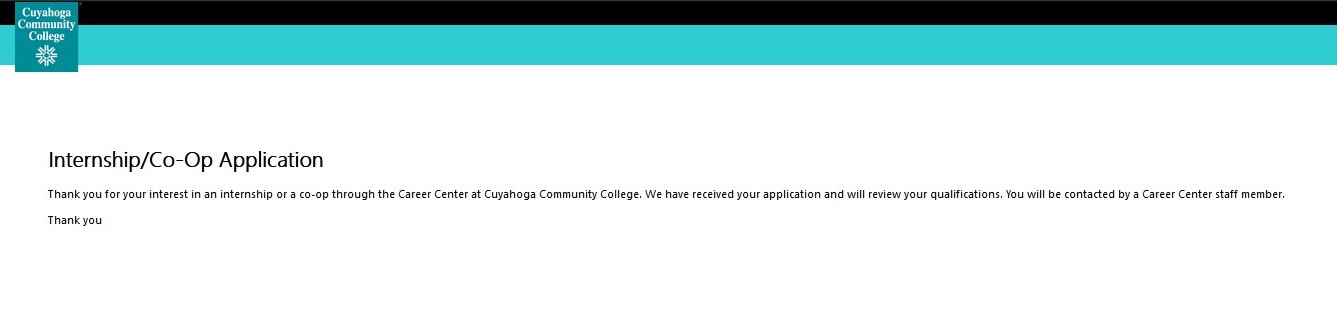 Cuyahoga
Community
College
Internship/Co-Op Application
Thank you for your interest in an internship or a co-op through the Career Center at Cuyahoga Community College. We have received your application and will review your qualifications. You will be contacted by a Career Center staff member.
Thank you